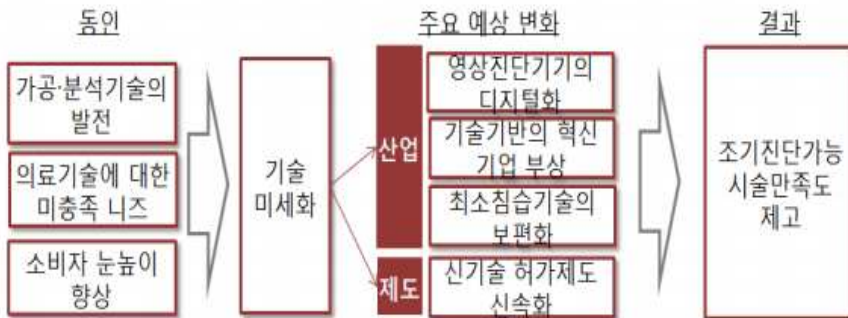 동인
주요 예상 변화
결과
가공·분석기술의
발전
의료기술에 대한
미충족 니즈
소비자 눈높이
향상
기술
미세화
산업
영상진단기기의
디지털화
기술기반의 혁신
기업 부상
최소침습기술의
보편화
제도
신기술 허가제도
신속화
조기진단가능
시술만족도
제고